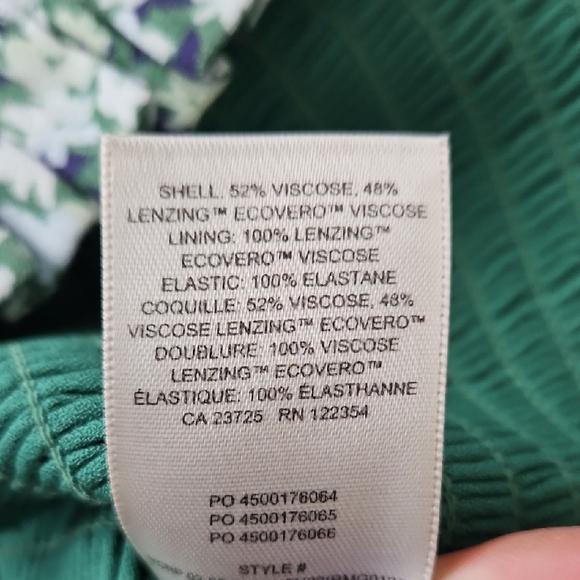 SHELL: 52% VISCOSE, 48%
LENZING™ ECOVERO™ VISCOSE
LINING: 100% LENZING™
ECOVERO™ VISCOSE
ELASTIC: 100% ELASTANE
COQUILLE: 52% VISCOSE, 48%
VISCOSE LENZING™ ECOVERO™
DOUBLURE: 100% VISCOSE
LENZING™ ECOVERO™
ÉLASTIQUE: 100% ÉLASTHANNE
CA 23725 RN 122354
PO 4500176064
PO 4500176065
PO 4500176066
STYLE #